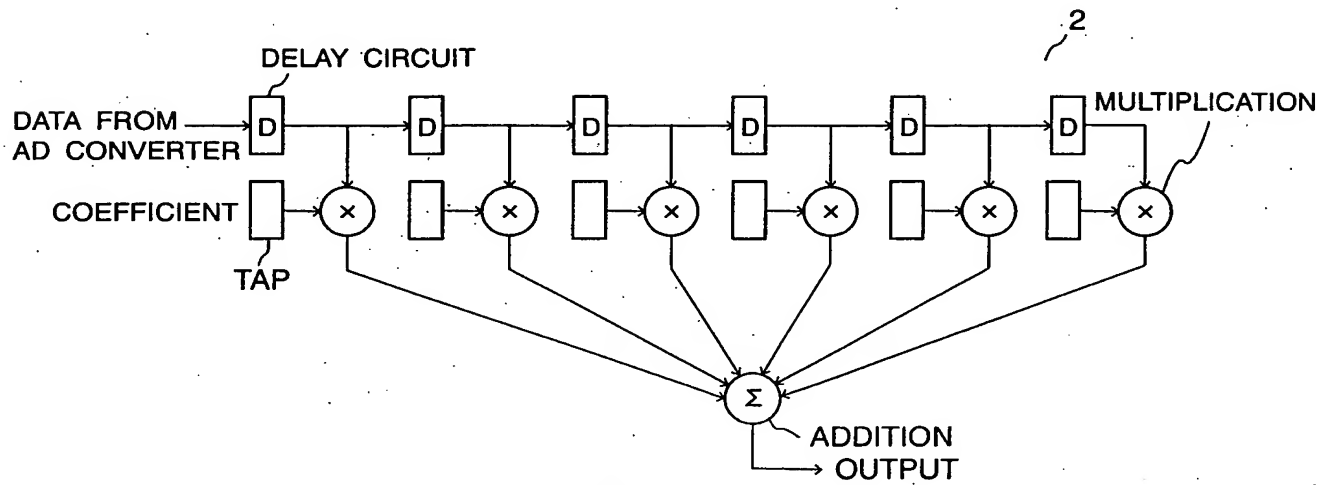 2
DELAY CIRCUIT
DATA FROM
AD CONVERTER
D
D
D
D
D
D
MULTIPLICATION
COEFFICIENT
×
×
×
×
×
×
TAP
Σ
ADDITION
OUTPUT